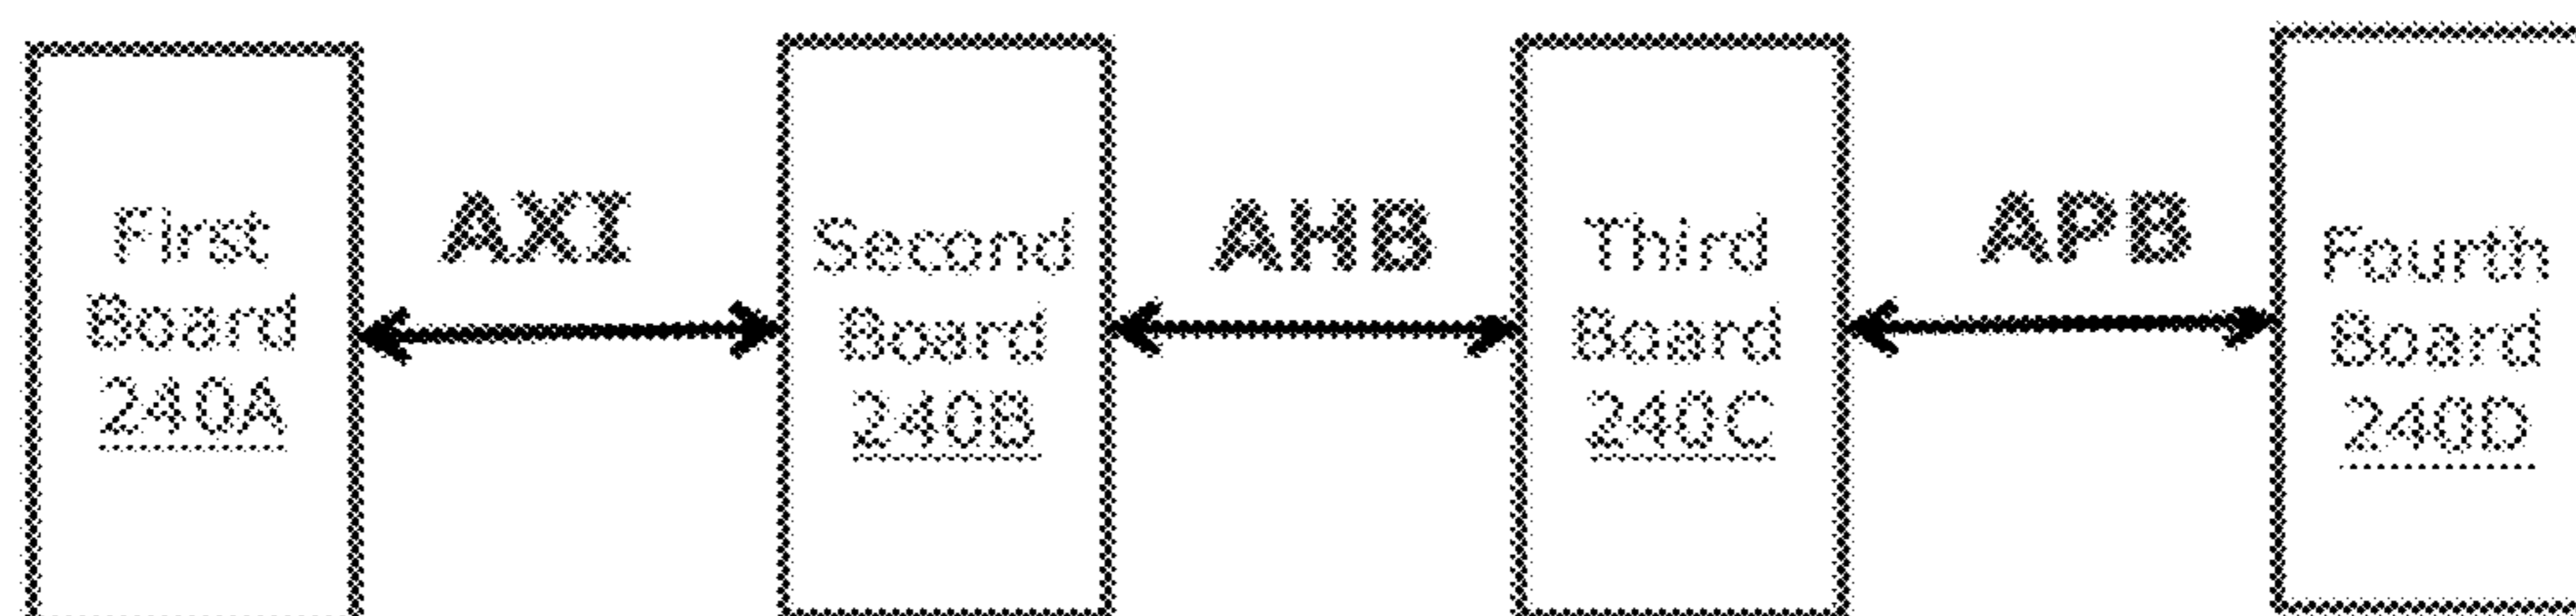 First
Board
240A
AXI
Second
Board
240B
AHB
Third
Board
240C
APB
Fourth
Board
240D